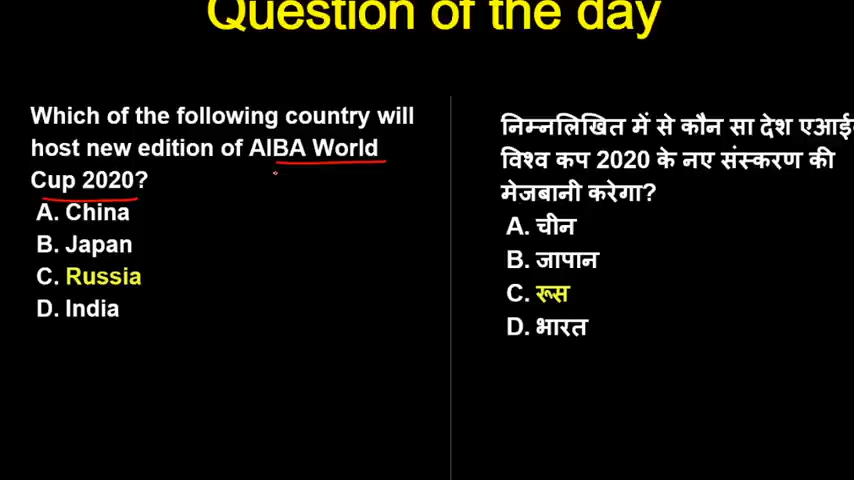 Question of the day
Which of the following country will
host new edition of AIBA World
Cup 2020?
A. China
B. Japan
C. Russia
D. India
निम्नलिखित में से कौन सा देश
विश्व कप 2020 के नए संस्करण की
मेजबानी करेगा?
A. चीन
B. जापान
C. रूस
D. भारत